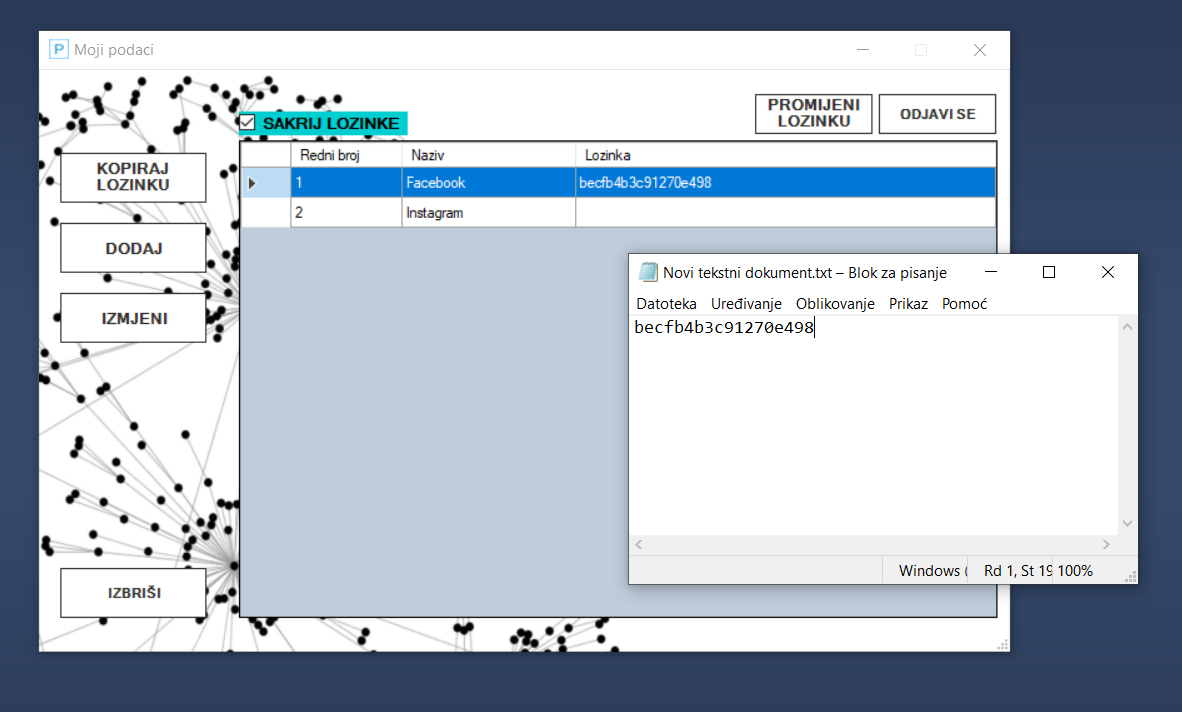 P Moji podaci
SAKRIJ LOZINKE
PROMIJENI
LOZINKU
ODJAVI SE
KOPIRAJ
LOZINKU
DODAJ
IZMJENI
IZBRIŠI
Redni broj Naziv Lozinka
1 Facebook becfb4b3c91270e498
2 Instagram
Novi tekstni dokument.txt – Blok za pisanje
Datoteka Uređivanje Oblikovanje Prikaz Pomoć
becfb4b3c91270e498
Windows ( Rd 1, St 19 100%